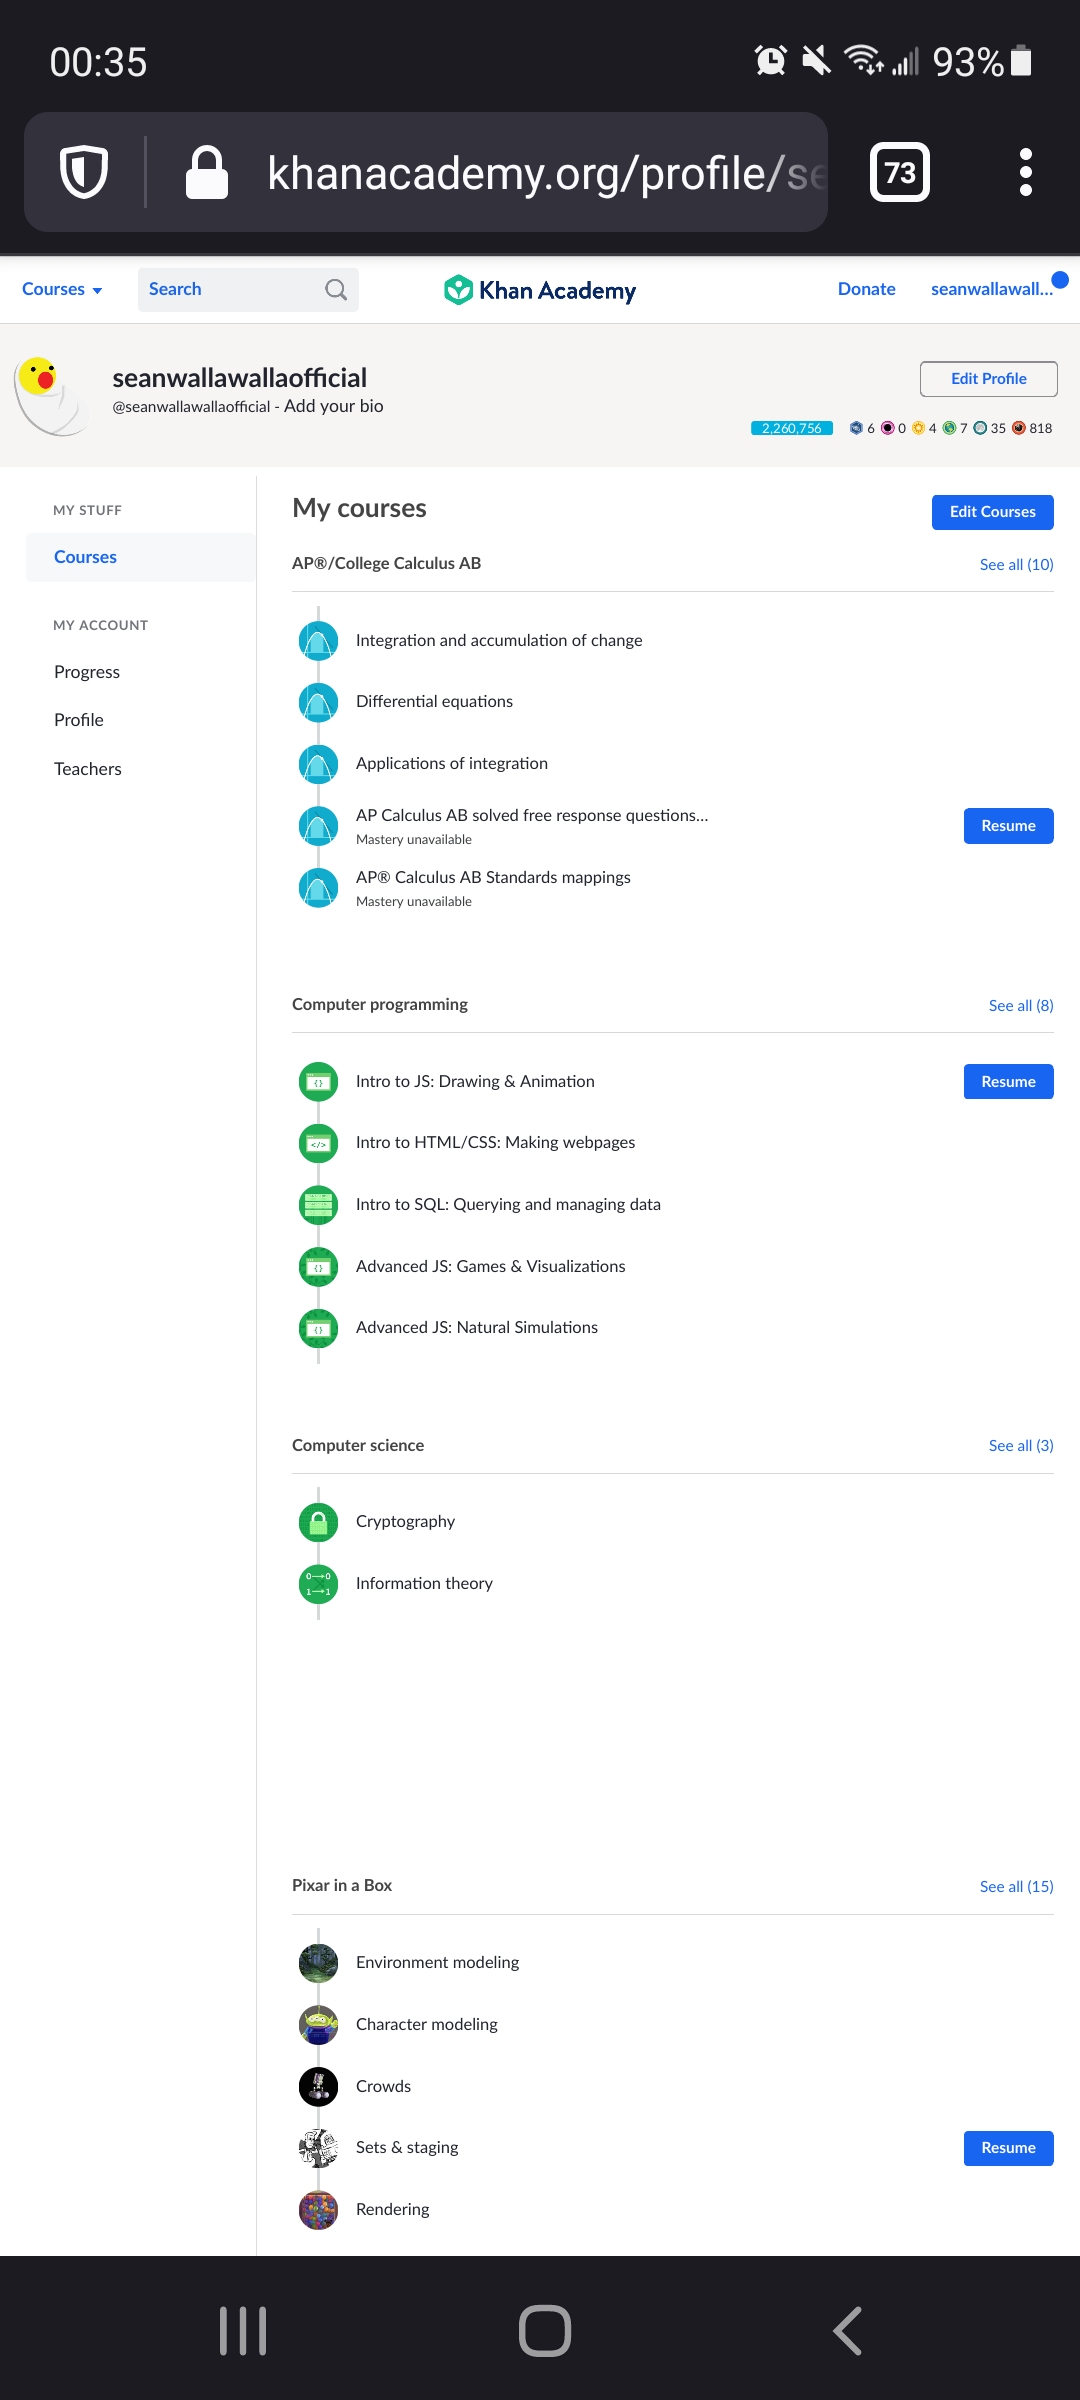 00:35
93%
khanacademy.org/profile/se
73
Courses
Search
Khan Academy
Donate
seanwallawall...
seanwallawallaofficial
@seanwallawallaofficial - Add your bio
Edit Profile
2,260,756
6 0 4 7 35 818
MY STUFF
Courses
MY ACCOUNT
Progress
Profile
Teachers
My courses
Edit Courses
AP®/College Calculus AB
See all (10)
Integration and accumulation of change
Differential equations
Applications of integration
AP Calculus AB solved free response questions...
Mastery unavailable
Resume
AP® Calculus AB Standards mappings
Mastery unavailable
Computer programming
See all (8)
Intro to JS: Drawing & Animation
Resume
Intro to HTML/CSS: Making webpages
Intro to SQL: Querying and managing data
Advanced JS: Games & Visualizations
Advanced JS: Natural Simulations
Computer science
See all (3)
Cryptography
Information theory
Pixar in a Box
See all (15)
Environment modeling
Character modeling
Crowds
Sets & staging
Resume
Rendering